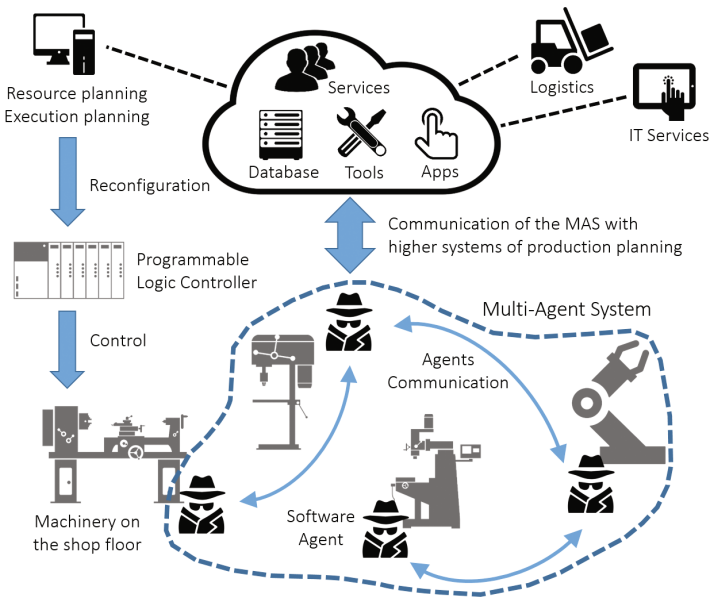 Resource planning
Execution planning
Services
Database
Tools
Apps
Logistics
IT Services
Reconfiguration
Communication of the MAS with
higher systems of production planning
Programmable
Logic Controller
Multi-Agent System
Control
Agents
Communication
Machinery on
the shop floor
Software
Agent